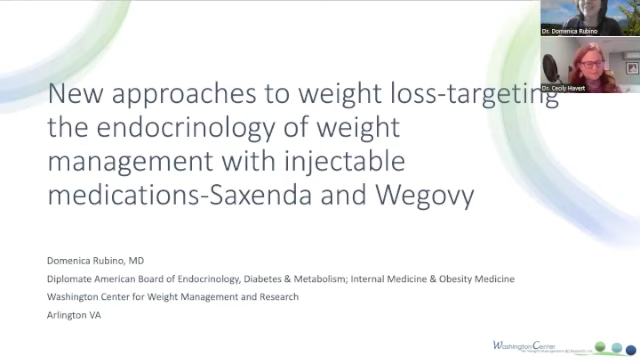 Dr. Domenica Rubino
Dr. Cecily Havert
New approaches to weight loss-targeting
the endocrinology of weight
management with injectable
medications-Saxenda and Wegovy
Domenica Rubino, MD
Diplomate American Board of Endocrinology, Diabetes & Metabolism; Internal Medicine & Obesity Medicine
Washington Center for Weight Management and Research
Arlington VA
Washington Center